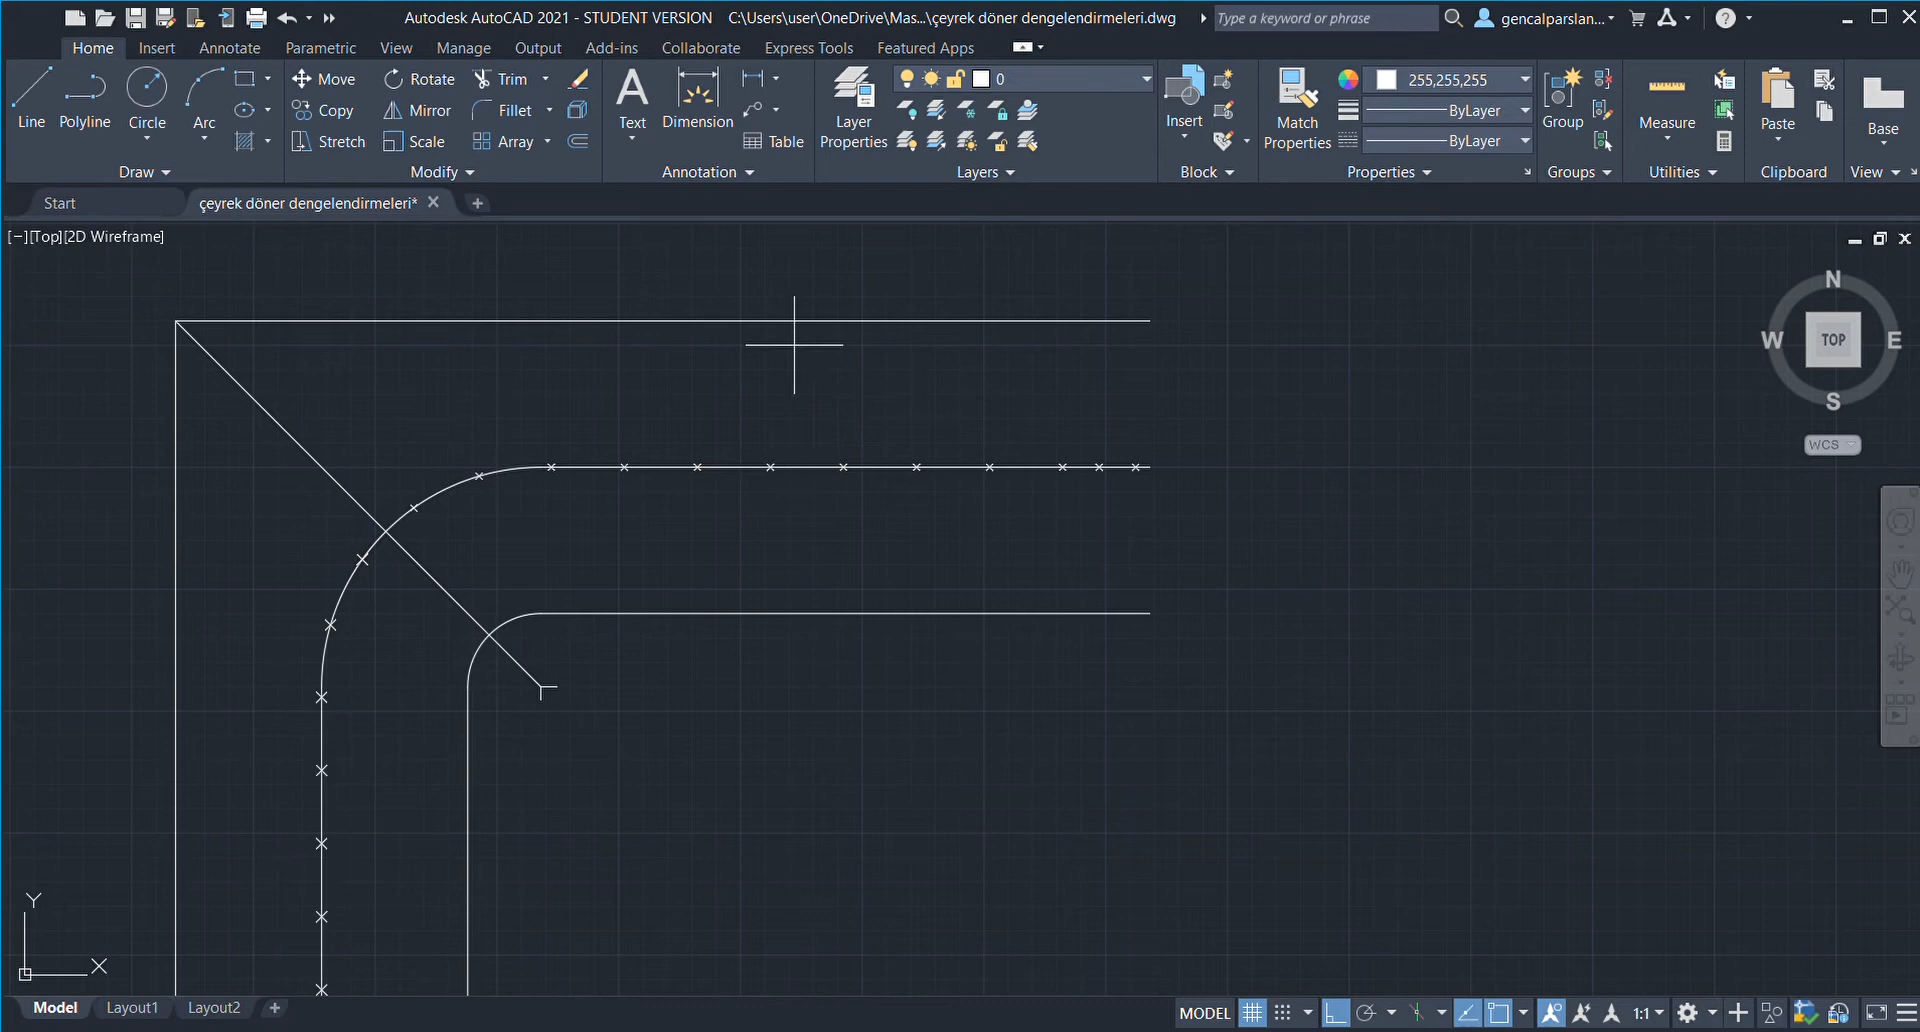 Autodesk AutoCAD 2021 - STUDENT VERSION C:\Users\user\OneDrive\Mas...\çeyrek döner dengelendirmeleri.dwg Type a keyword or phrase gencalparslan...
Home Insert Annotate Parametric View Manage Output Add-ins Collaborate Express Tools Featured Apps
Line Polyline Circle Arc
Move Rotate Trim
Copy Mirror Fillet
Stretch Scale Array
Text Dimension Table
Layer Properties
0
Insert
Match Properties
255,255,255
ByLayer
ByLayer
Group
Measure
Paste
Base
Draw Modify Annotation Layers Block Properties Groups Utilities Clipboard View
Start çeyrek döner dengelendirmeleri*
[−][Top][2D Wireframe]
N
W TOP E
S
WCS
Y
X
Model Layout1 Layout2
MODEL 1:1